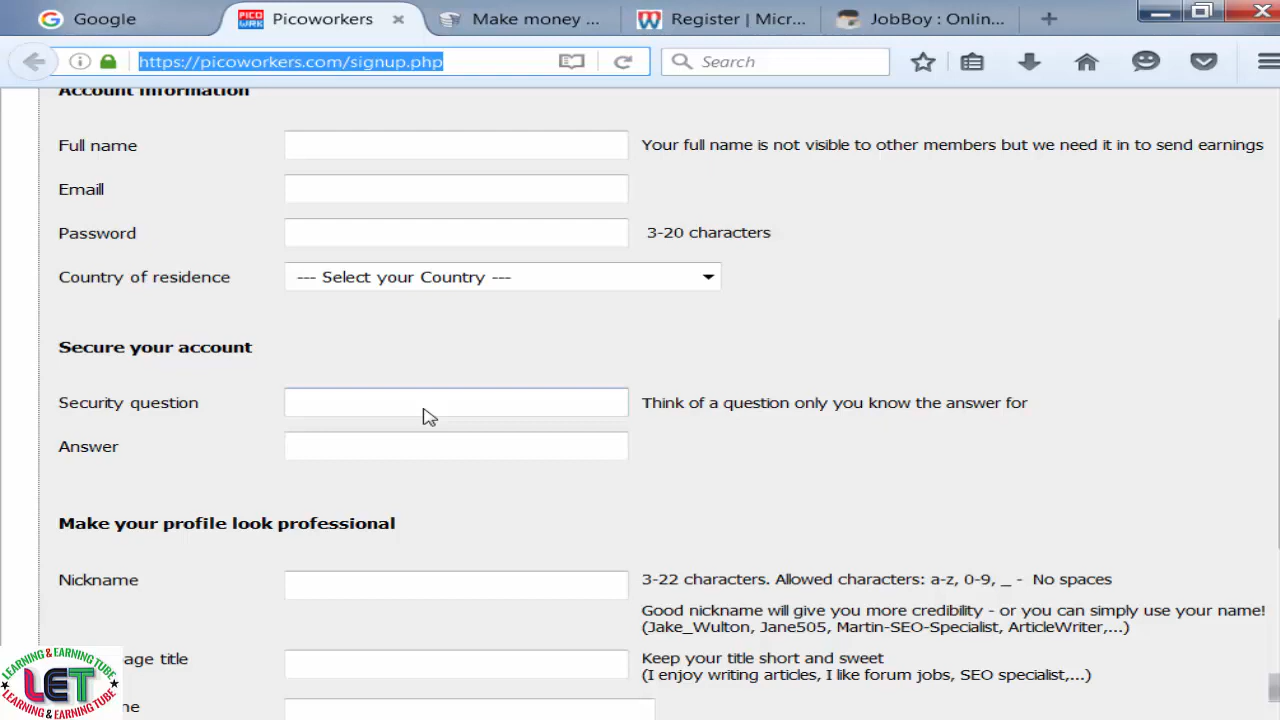 Google
Picoworkers
Make money ...
Register | Micr...
JobBoy : Onlin...
https://picoworkers.com/signup.php
Search
Account information
Full name
Your full name is not visible to other members but we need it in to send earnings
Emaill
Password
3-20 characters
Country of residence
--- Select your Country ---
Secure your account
Security question
Think of a question only you know the answer for
Answer
Make your profile look professional
Nickname
3-22 characters. Allowed characters: a-z, 0-9, _ - No spaces
Good nickname will give you more credibility - or you can simply use your name!
(Jake_Wulton, Jane505, Martin-SEO-Specialist, ArticleWriter,...)
age title
Keep your title short and sweet
(I enjoy writing articles, I like forum jobs, SEO specialist,...)
LEARNING & EARNING TUBE
LET
LEARNING & EARNING TUBE